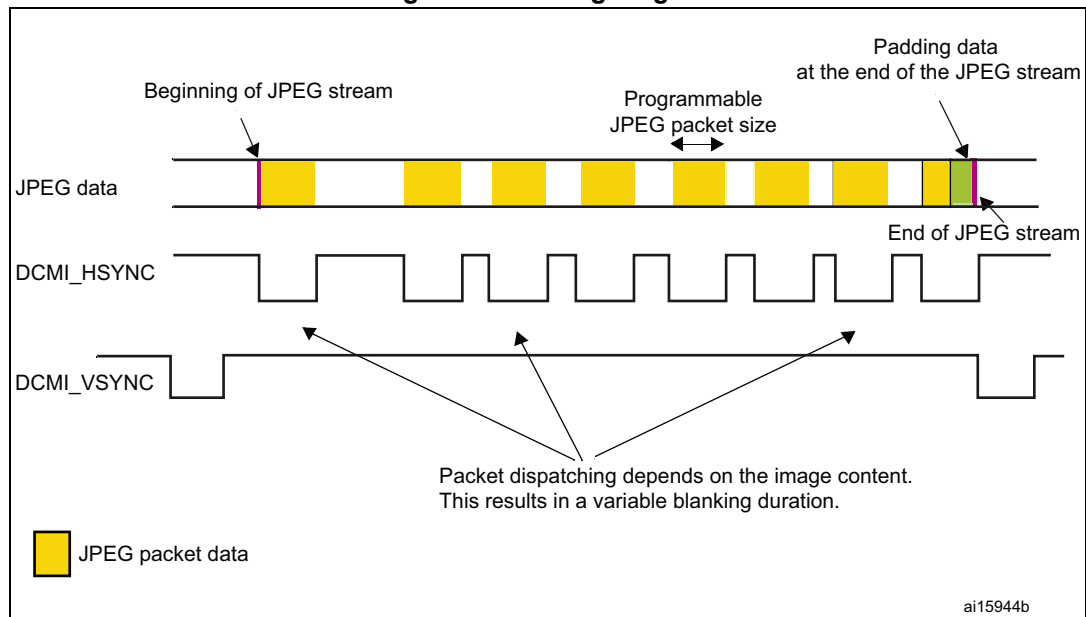 Padding data
at the end of the JPEG stream
Beginning of JPEG stream
Programmable
JPEG packet size
JPEG data
End of JPEG stream
DCMI_HSYNC
DCMI_VSYNC
Packet dispatching depends on the image content.
This results in a variable blanking duration.
JPEG packet data
ai15944b